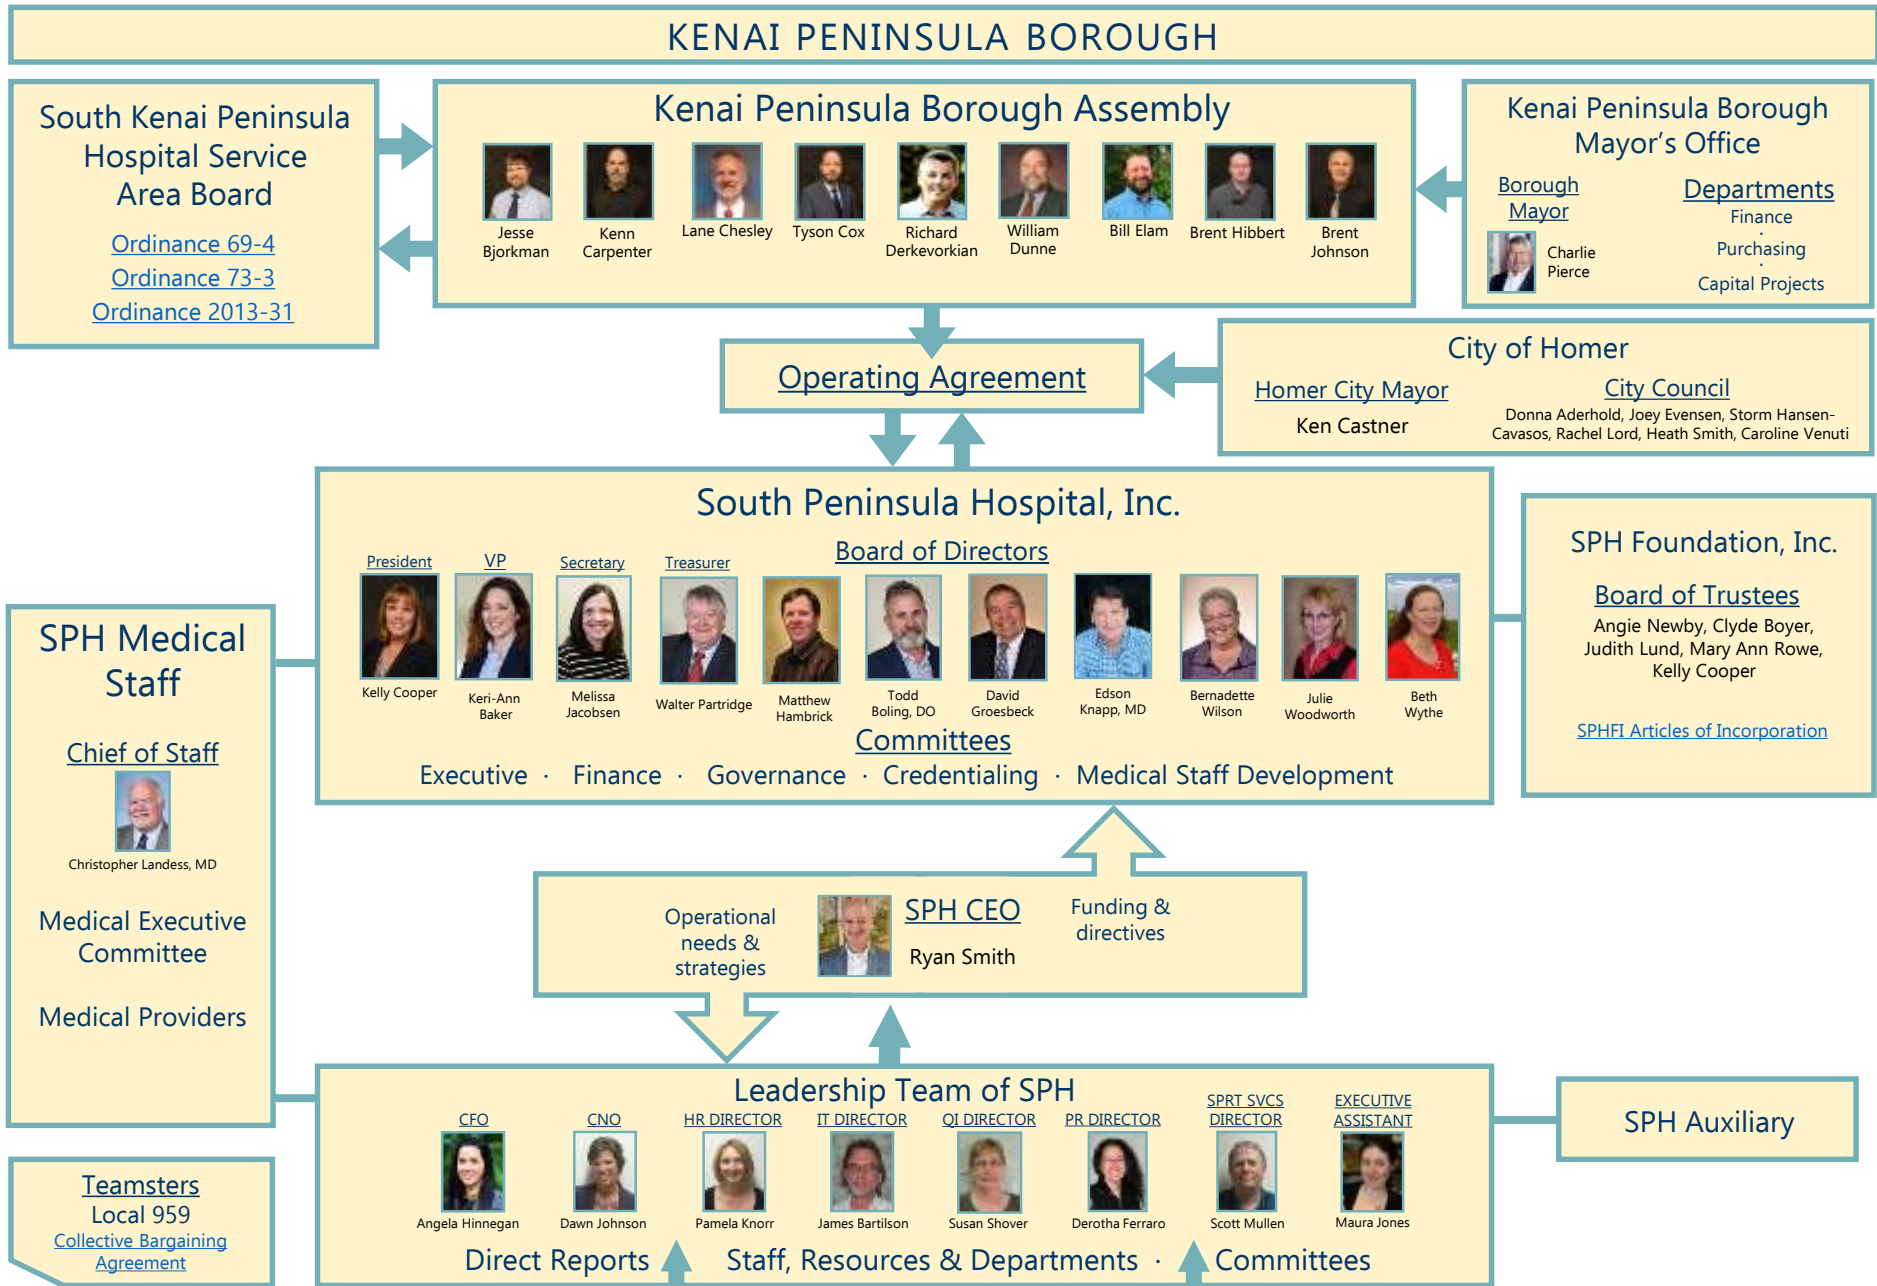 KENAI PENINSULA BOROUGH
South Kenai Peninsula
Hospital Service
Area Board
Ordinance 69-4
Ordinance 73-3
Ordinance 2013-31
Kenai Peninsula Borough Assembly
Jesse
Bjorkman
Kenn
Carpenter
Lane Chesley
Tyson Cox
Richard
Derkevorkian
William
Dunne
Bill Elam
Brent Hibbert
Brent
Johnson
Kenai Peninsula Borough
Mayor's Office
Borough
Mayor
Charlie
Pierce
Departments
Finance
·
Purchasing
·
Capital Projects
Operating Agreement
City of Homer
Homer City Mayor
Ken Castner
City Council
Donna Aderhold, Joey Evensen, Storm Hansen-
Cavasos, Rachel Lord, Heath Smith, Caroline Venuti
South Peninsula Hospital, Inc.
Board of Directors
President
Kelly Cooper
VP
Keri-Ann
Baker
Secretary
Melissa
Jacobsen
Treasurer
Walter Partridge
Matthew
Hambrick
Todd
Boling, DO
David
Groesbeck
Edson
Knapp, MD
Bernadette
Wilson
Julie
Woodworth
Beth
Wythe
Committees
Executive · Finance · Governance · Credentialing · Medical Staff Development
SPH Foundation, Inc.
Board of Trustees
Angie Newby, Clyde Boyer,
Judith Lund, Mary Ann Rowe,
Kelly Cooper
SPHFI Articles of Incorporation
SPH Medical
Staff
Chief of Staff
Christopher Landess, MD
Medical Executive
Committee
Medical Providers
Operational
needs &
strategies
SPH CEO
Ryan Smith
Funding &
directives
Leadership Team of SPH
CFO
Angela Hinnegan
CNO
Dawn Johnson
HR DIRECTOR
Pamela Knorr
IT DIRECTOR
James Bartilson
QI DIRECTOR
Susan Shover
PR DIRECTOR
Derotha Ferraro
SPRT SVCS
DIRECTOR
Scott Mullen
EXECUTIVE
ASSISTANT
Maura Jones
Direct Reports Staff, Resources & Departments · Committees
SPH Auxiliary
Teamsters
Local 959
Collective Bargaining
Agreement